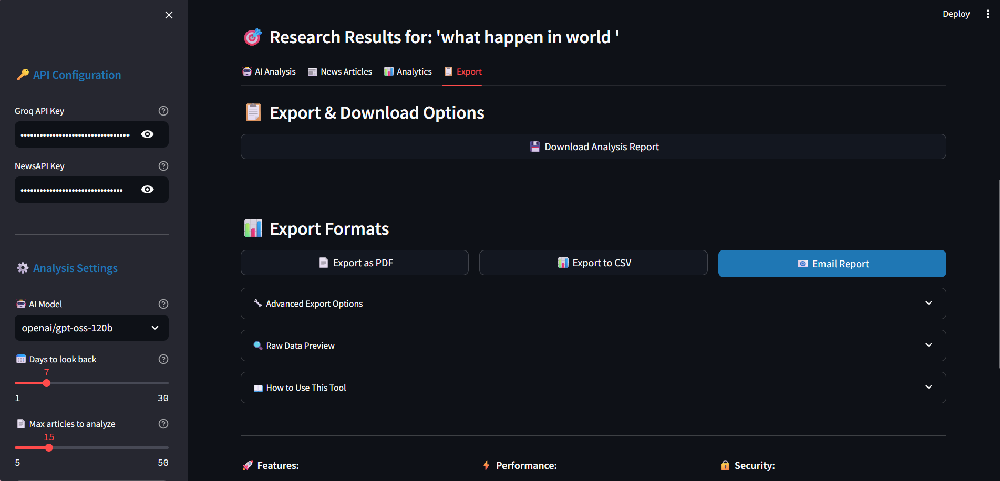 Deploy
API Configuration
Groq API Key
NewsAPI Key
Analysis Settings
AI Model
openai/gpt-oss-120b
Days to look back
7
1 30
Max articles to analyze
15
5 50
Research Results for: 'what happen in world '
AI Analysis News Articles Analytics Export
Export & Download Options
Download Analysis Report
Export Formats
Export as PDF Export to CSV Email Report
Advanced Export Options
Raw Data Preview
How to Use This Tool
Features: Performance: Security: